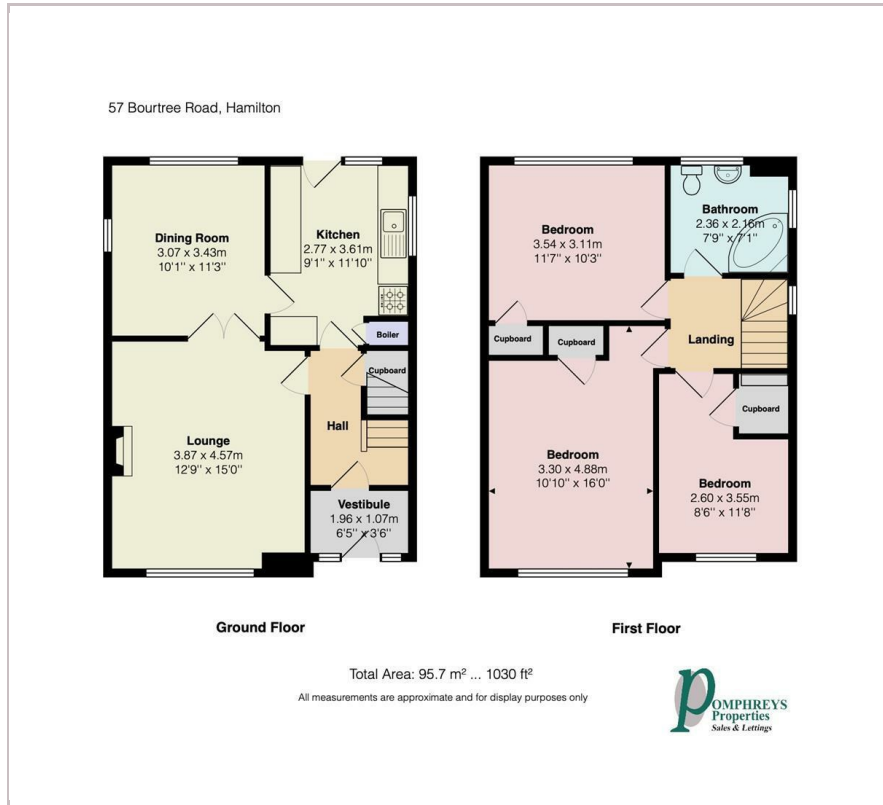 57 Bourtree Road, Hamilton
Dining Room
3.07 x 3.43m
10'1" x 11'3"
Kitchen
2.77 x 3.61m
9'1" x 11'10"
Boiler
Cupboard
Hall
Lounge
3.87 x 4.57m
12'9" x 15'0"
Vestibule
1.96 x 1.07m
6'5" x 3'6"
Ground Floor
Bedroom
3.54 x 3.11m
11'7" x 10'3"
Bathroom
2.36 x 2.16m
7'9" x 7'1"
Cupboard
Cupboard
Landing
Cupboard
Bedroom
3.30 x 4.88m
10'10" x 16'0"
Bedroom
2.60 x 3.55m
8'6" x 11'8"
First Floor
Total Area: 95.7 m² ... 1030 ft²
All measurements are approximate and for display purposes only
POMPHREYS
Properties
Sales & Lettings